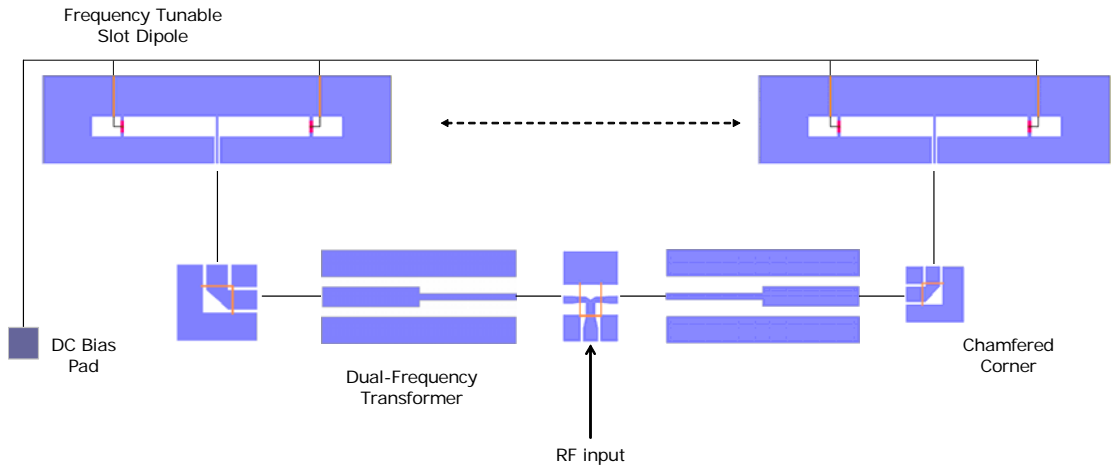 Frequency Tunable
Slot Dipole
DC Bias
Pad
Dual-Frequency
Transformer
RF input
Chamfered
Corner